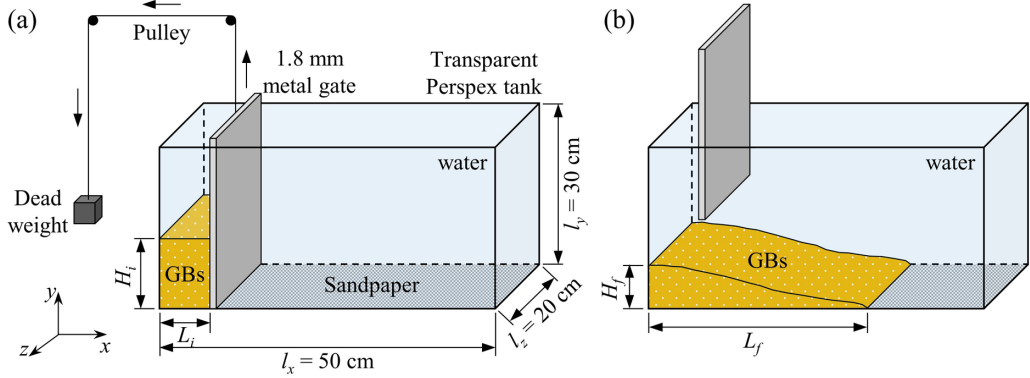 (a)
Pulley
1.8 mm
metal gate
Transparent
Perspex tank
water
Dead
weight
GBs
H_i
Sandpaper
l_y = 30 cm
l_z = 20 cm
L_i
l_x = 50 cm
y
z
x
(b)
water
GBs
H_f
L_f